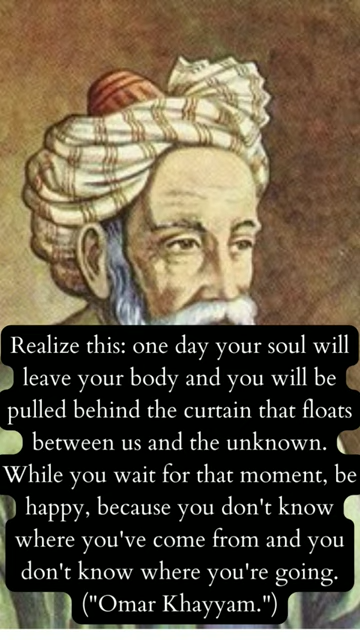 Realize this: one day your soul will
leave your body and you will be
pulled behind the curtain that floats
between us and the unknown.
While you wait for that moment, be
happy, because you don't know
where you've come from and you
don't know where you're going.
("Omar Khayyam.")